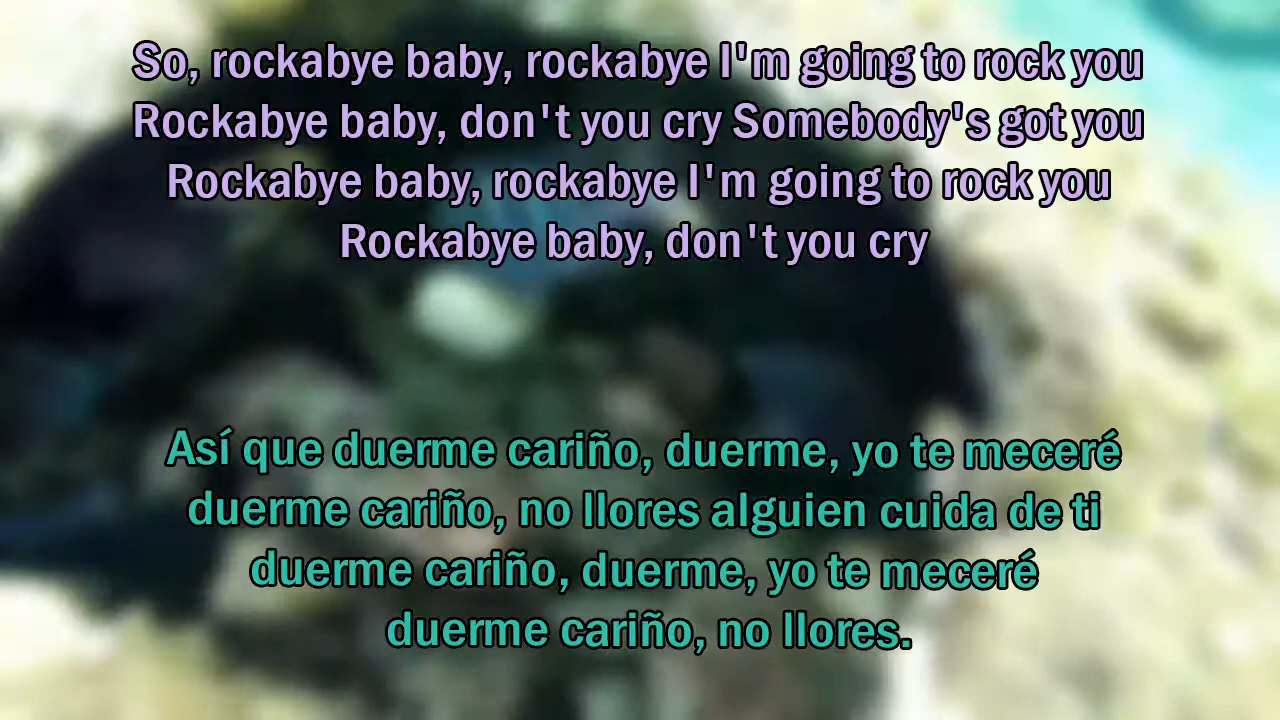 So, rockabye baby, rockabye I'm going to rock you
Rockabye baby, don't you cry Somebody's got you
Rockabye baby, rockabye I'm going to rock you
Rockabye baby, don't you cry
Así que duerme cariño, duerme, yo te meceré
duerme cariño, no llores alguien cuida de ti
duerme cariño, duerme, yo te meceré
duerme cariño, no llores.